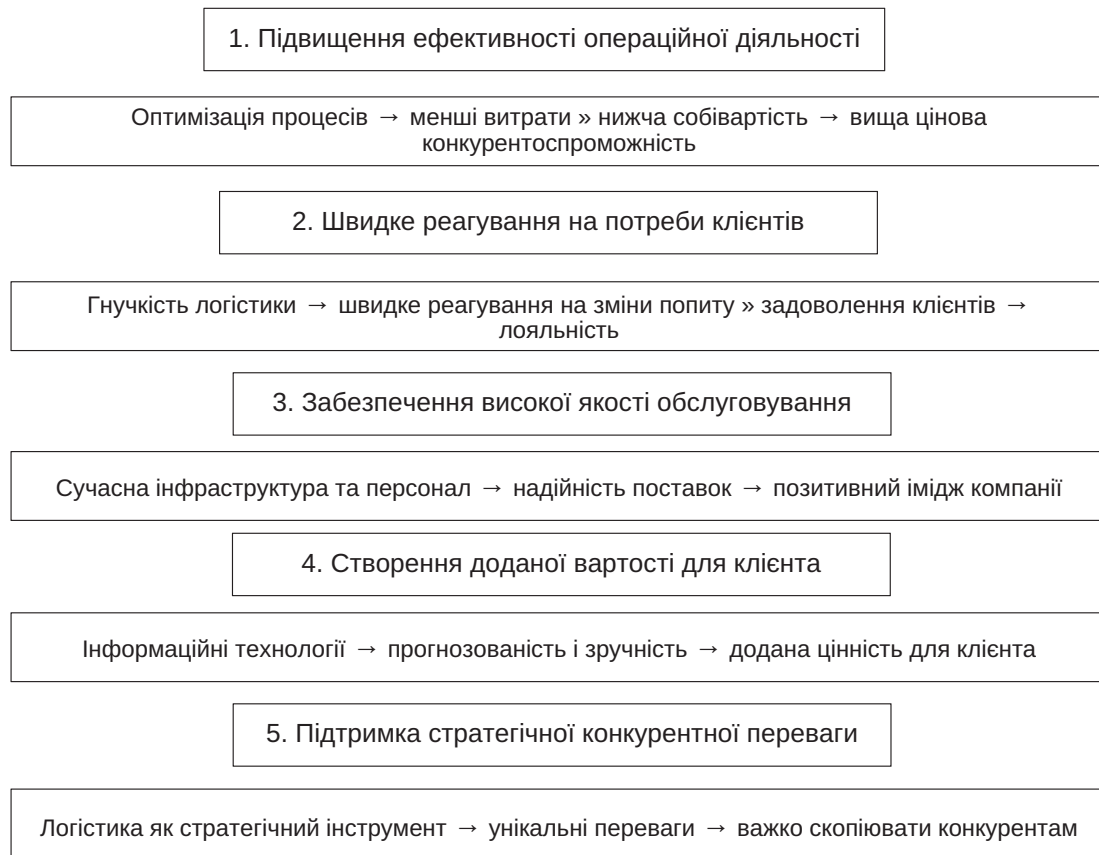 1. Підвищення ефективності операційної діяльності
Оптимізація процесів → менші витрати » нижча собівартість → вища цінова
конкурентоспроможність
2. Швидке реагування на потреби клієнтів
Гнучкість логістики → швидке реагування на зміни попиту » задоволення клієнтів →
лояльність
3. Забезпечення високої якості обслуговування
Сучасна інфраструктура та персонал → надійність поставок → позитивний імідж компанії
4. Створення доданої вартості для клієнта
Інформаційні технології → прогнозованість і зручність → додана цінність для клієнта
5. Підтримка стратегічної конкурентної переваги
Логістика як стратегічний інструмент → унікальні переваги → важко скопіювати конкурентам